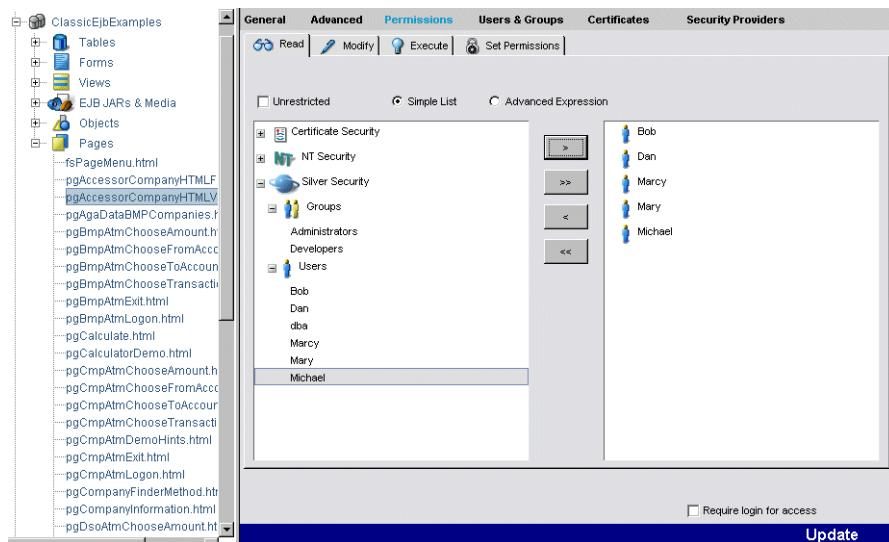 ClassicEjbExamples
Tables
Forms
Views
EJB JARs & Media
Objects
Pages
fsPageMenu.html
pgAccessorCompanyHTMLF
pgAccessorCompanyHTMLV
pgAgaDataBMPCompanies.h
pgBmpAtmChooseAmount.h
pgBmpAtmChooseFromAcco
pgBmpAtmChooseToAccoun
pgBmpAtmChooseTransacti
pgBmpAtmExit.html
pgBmpAtmLogon.html
pgCalculate.html
pgCalculatorDemo.html
pgCmpAtmChooseAmount.h
pgCmpAtmChooseFromAcco
pgCmpAtmChooseToAccour
pgCmpAtmChooseTransacti
pgCmpAtmDemoHints.html
pgCmpAtmExit.html
pgCmpAtmLogon.html
pgCompanyFinderMethod.htr
pgCompanyInformation.html
pgDsoAtmChooseAmount.ht
General Advanced Permissions Users & Groups Certificates Security Providers
Read Modify Execute Set Permissions
Unrestricted Simple List Advanced Expression
Certificate Security
NT NT Security
Silver Security
Groups
Administrators
Developers
Users
Bob
Dan
dba
Marcy
Mary
Michael
>
>>
<
<<
Bob
Dan
Marcy
Mary
Michael
Require login for access
Update